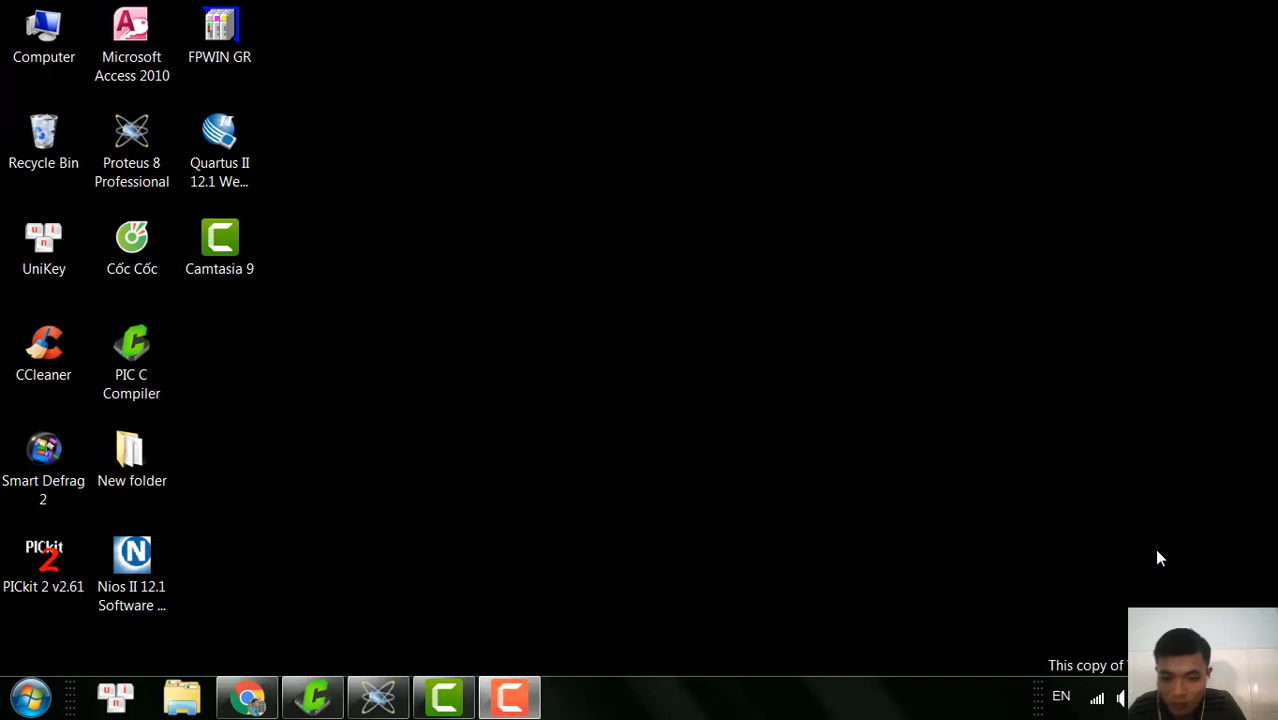 Computer
Microsoft
Access 2010
FPWIN GR
Recycle Bin
Proteus 8
Professional
Quartus II
12.1 We...
UniKey
Cốc Cốc
Camtasia 9
CCleaner
PIC C
Compiler
Smart Defrag
2
New folder
PICkit
2
PICkit 2 v2.61
N
Nios II 12.1
Software ...
This copy of
EN